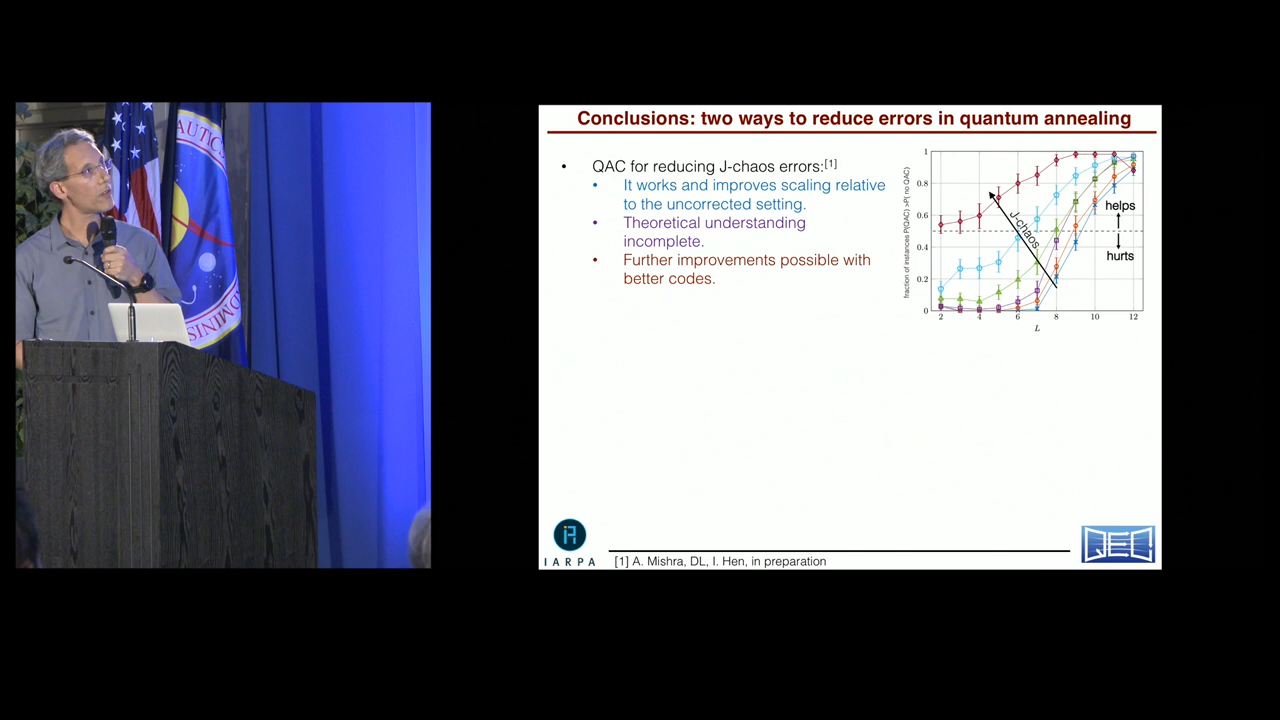 Conclusions: two ways to reduce errors in quantum annealing
• QAC for reducing J-chaos errors:[1]
• It works and improves scaling relative
to the uncorrected setting.
• Theoretical understanding
incomplete.
• Further improvements possible with
better codes.
fraction of instances P(QAC) >P( no QAC)
1
0.8
0.6
0.4
0.2
0
2
4
6
8
10
12
L
J-chaos
helps
hurts
AUTICS
ADMINIS
IARPA
[1] A. Mishra, DL, I. Hen, in preparation
QEC